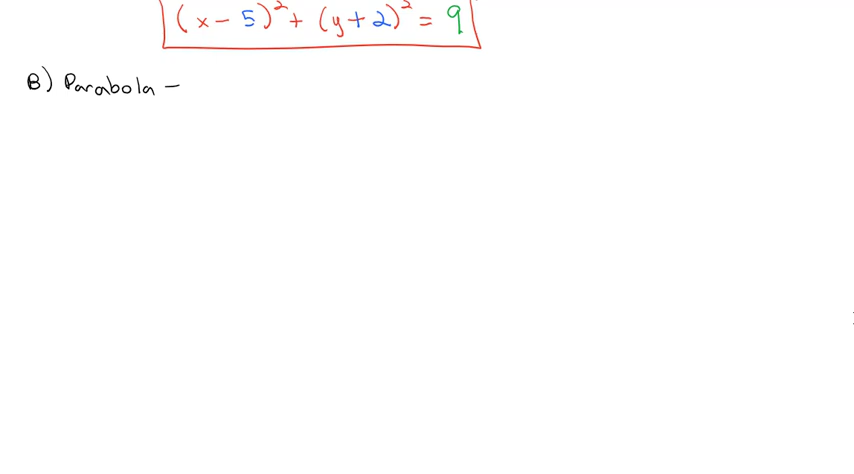 (x - 5)² + (y + 2)² = 9
B) Parabola -